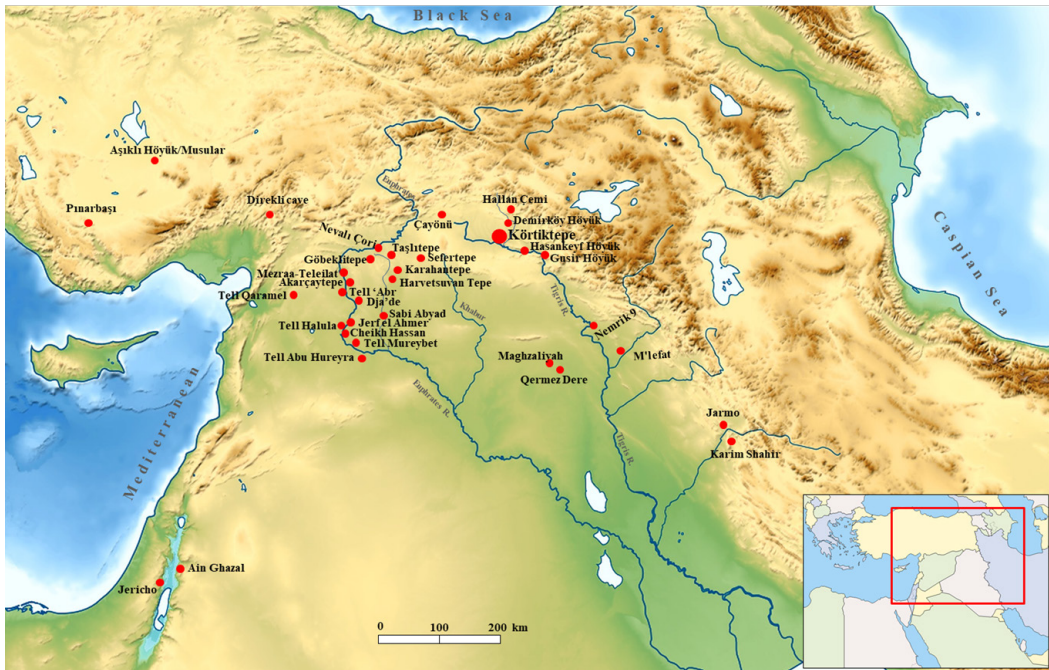 Black Sea
Aşıklı Höyük/Musular
Pınarbaşı
Direkli cave
Euphrates
Çayönü
Hallan Çemi
Demirköy Höyük
Körtiktepe
Hasankeyf Höyük
Gusir Höyük
Nevalı Çori
Taşlıtepe
Göbeklitepe
Sefertepe
Mezraa-Teleilat
Karahantepe
Akarçaytepe
Harvetsuvan Tepe
Tell Qaramel
Tell ‘Abr
Dja’de
Sabi Abyad
Tell Halula
Jerf el Ahmer
Cheikh Hassan
Tell Mureybet
Tell Abu Hureyra
Khabur
Tigris R.
Nemrik 9
M'lefat
Maghzaliyah
Qermez Dere
Euphrates R.
Tigris R.
Jarmo
Karim Shahir
Caspian Sea
Mediterranean
Ain Ghazal
Jericho
0 100 200 km